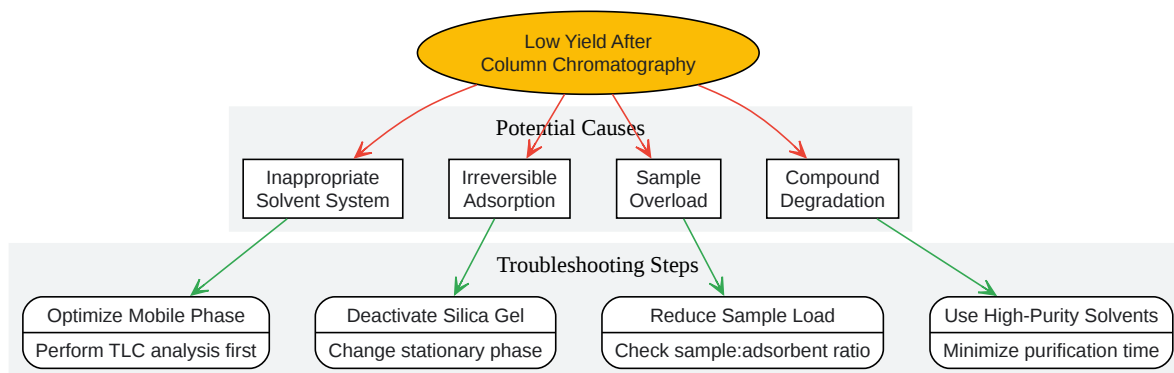 Low Yield After
Column Chromatography
Potential Causes
Inappropriate
Solvent System
Irreversible
Adsorption
Sample
Overload
Compound
Degradation
Troubleshooting Steps
Optimize Mobile Phase
Perform TLC analysis first
Deactivate Silica Gel
Change stationary phase
Reduce Sample Load
Check sample:adsorbent ratio
Use High-Purity Solvents
Minimize purification time